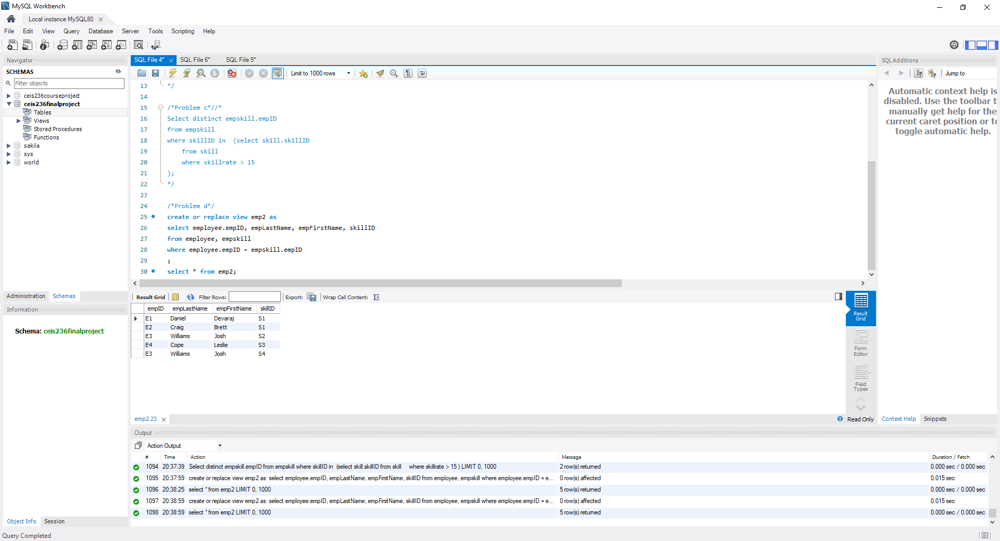 MySQL Workbench
Local instance MySQL80
File Edit View Query Database Server Tools Scripting Help
Navigator
SCHEMAS
Filter objects
ceis236courseproject
ceis236finalproject
Tables
Views
Stored Procedures
Functions
sakila
sys
world
Administration Schemas
Information
Schema: ceis236finalproject
Object Info Session
Query Completed
SQL File 4* SQL File 6* SQL File 5*
Limit to 1000 rows
13 */
14
15 /*Problem c*//*
16 Select distinct empskill.empID
17 from empskill
18 where skillID in  (select skill.skillID
19     from skill
20     where skillrate > 15
21 );
22 */
23
24 /*Problem d*/
25 create or replace view emp2 as
26 select employee.empID, empLastName, empFirstName, skillID
27 from employee, empskill
28 where employee.empID = empskill.empID
29 ;
30 select * from emp2;
Result Grid Filter Rows: Export: Wrap Cell Content:
empID empLastName empFirstName skillID
E1 Daniel Devaraj S1
E2 Craig Brett S1
E3 Williams Josh S2
E4 Cope Leslie S3
E3 Williams Josh S4
Result
Grid
Form
Editor
Field
Types
emp2 23
Read Only
SQLAdditions
Jump to
Automatic context help is
disabled. Use the toolbar t
manually get help for the
current caret position or to
toggle automatic help.
Context Help Snippets
Output
Action Output
# Time Action Message Duration / Fetch
1094 20:37:39 Select distinct empskill.empID from empskill where skillID in  (select skill.skillID from skill     where skillrate > 15 ) LIMIT 0, 1000 2 row(s) returned 0.000 sec / 0.000 sec
1095 20:37:59 create or replace view emp2 as  select employee.empID, empLastName, empFirstName, skillID from employee, empskill where employee.empID = e... 0 row(s) affected 0.015 sec
1096 20:38:25 select * from emp2 LIMIT 0, 1000 5 row(s) returned 0.000 sec / 0.000 sec
1097 20:38:59 create or replace view emp2 as  select employee.empID, empLastName, empFirstName, skillID from employee, empskill where employee.empID = e... 0 row(s) affected 0.015 sec
1098 20:38:59 select * from emp2 LIMIT 0, 1000 5 row(s) returned 0.000 sec / 0.000 sec